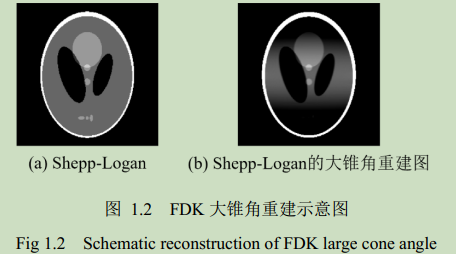 (a) Shepp-Logan (b) Shepp-Logan的大锥角重建图
图 1.2 FDK 大锥角重建示意图
Fig 1.2 Schematic reconstruction of FDK large cone angle